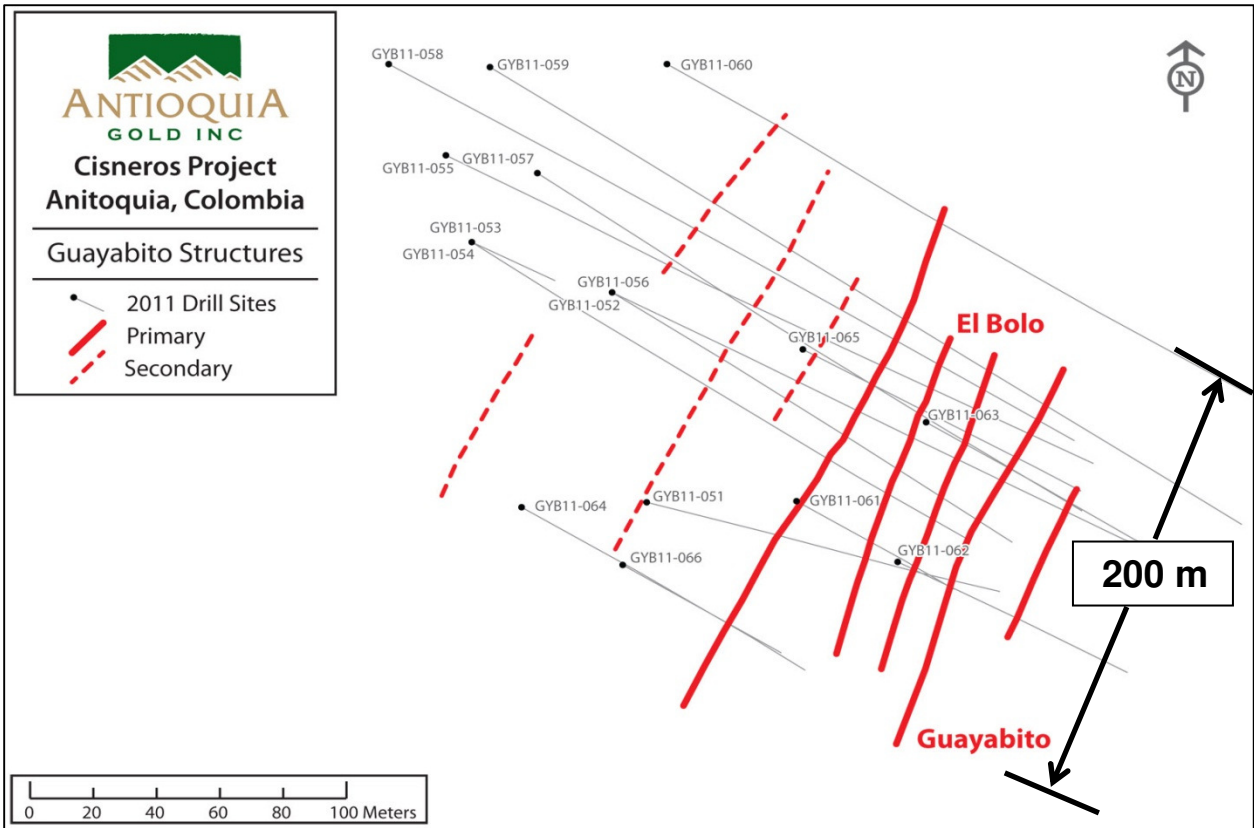 ANTIOQUIA
GOLD INC
Cisneros Project
Anitoquia, Colombia
Guayabito Structures
2011 Drill Sites
Primary
Secondary
GYB11-058
GYB11-059
GYB11-060
N
GYB11-055
GYB11-057
GYB11-053
GYB11-054
GYB11-056
GYB11-052
El Bolo
GYB11-065
GYB11-063
GYB11-064
GYB11-051
GYB11-061
GYB11-066
GYB11-062
200 m
Guayabito
0 20 40 60 80 100 Meters